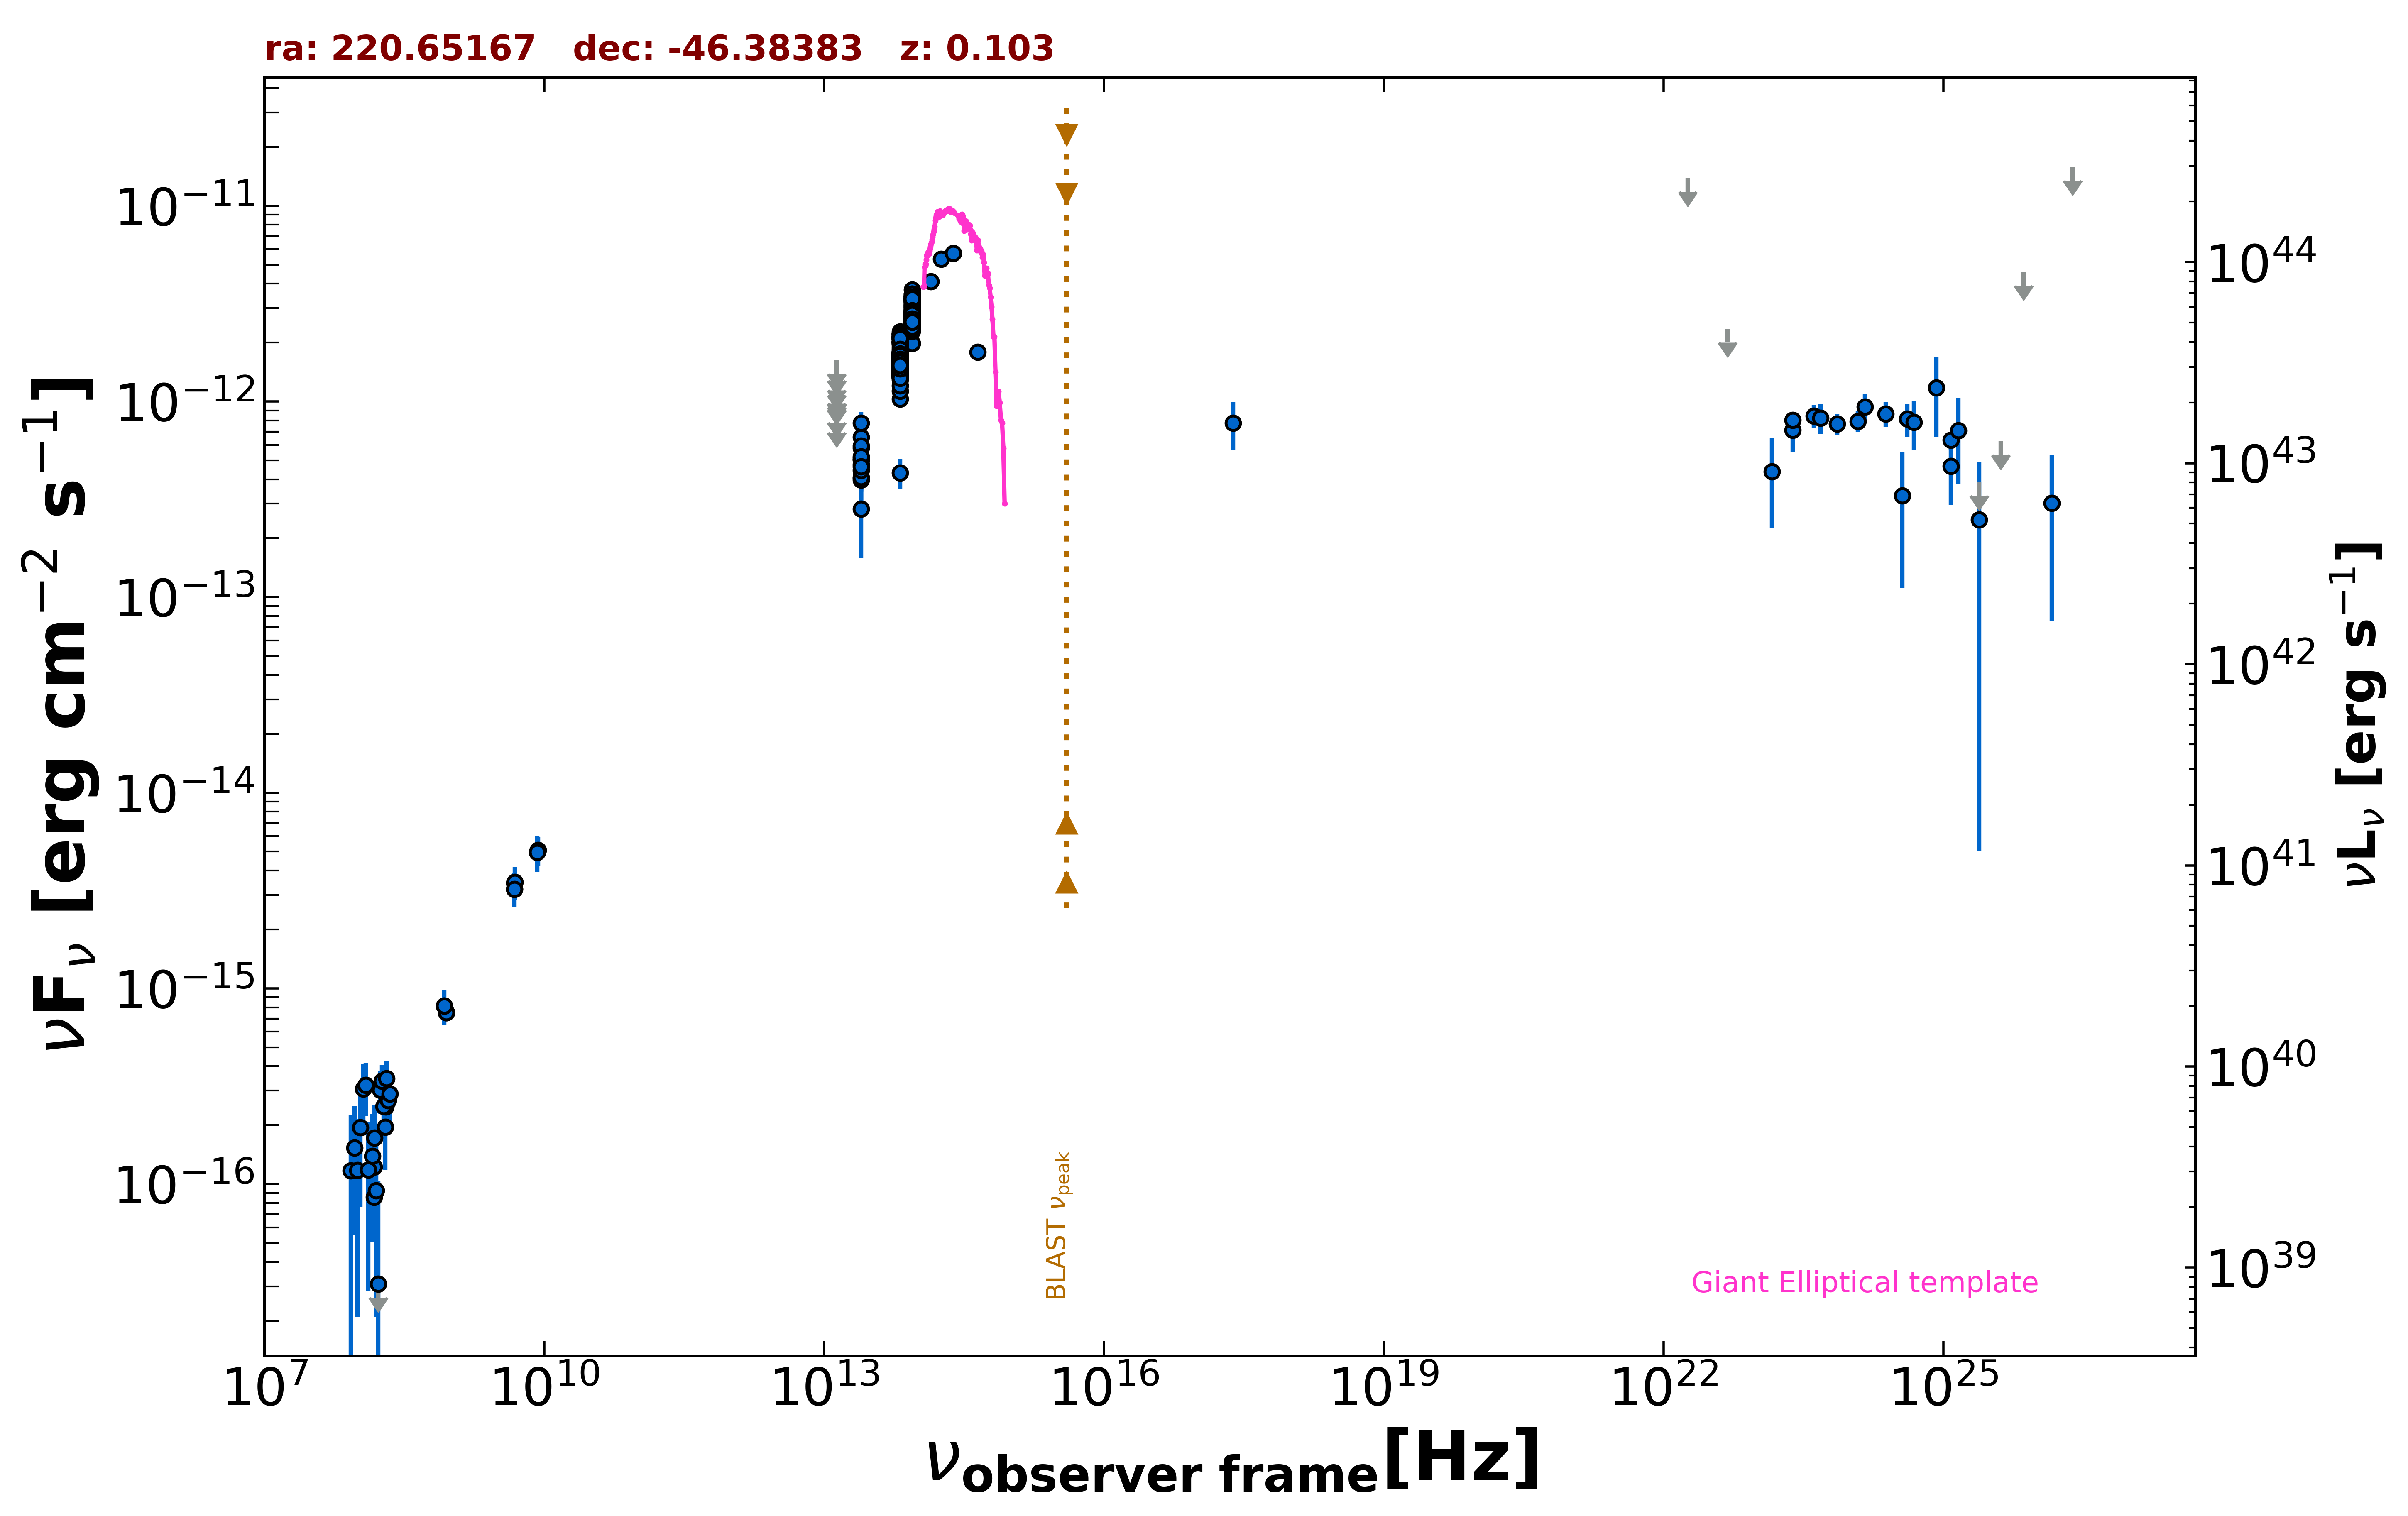 ra: 220.65167   dec: -46.38383   z: 0.103
νFν [erg cm⁻² s⁻¹]
10⁻¹¹
10⁻¹²
10⁻¹³
10⁻¹⁴
10⁻¹⁵
10⁻¹⁶
BLAST νpeak
Giant Elliptical template
10⁴⁴
10⁴³
10⁴²
10⁴¹
10⁴⁰
10³⁹
νLν [erg s⁻¹]
10⁷ 10¹⁰ 10¹³ 10¹⁶ 10¹⁹ 10²² 10²⁵
νobserver frame[Hz]